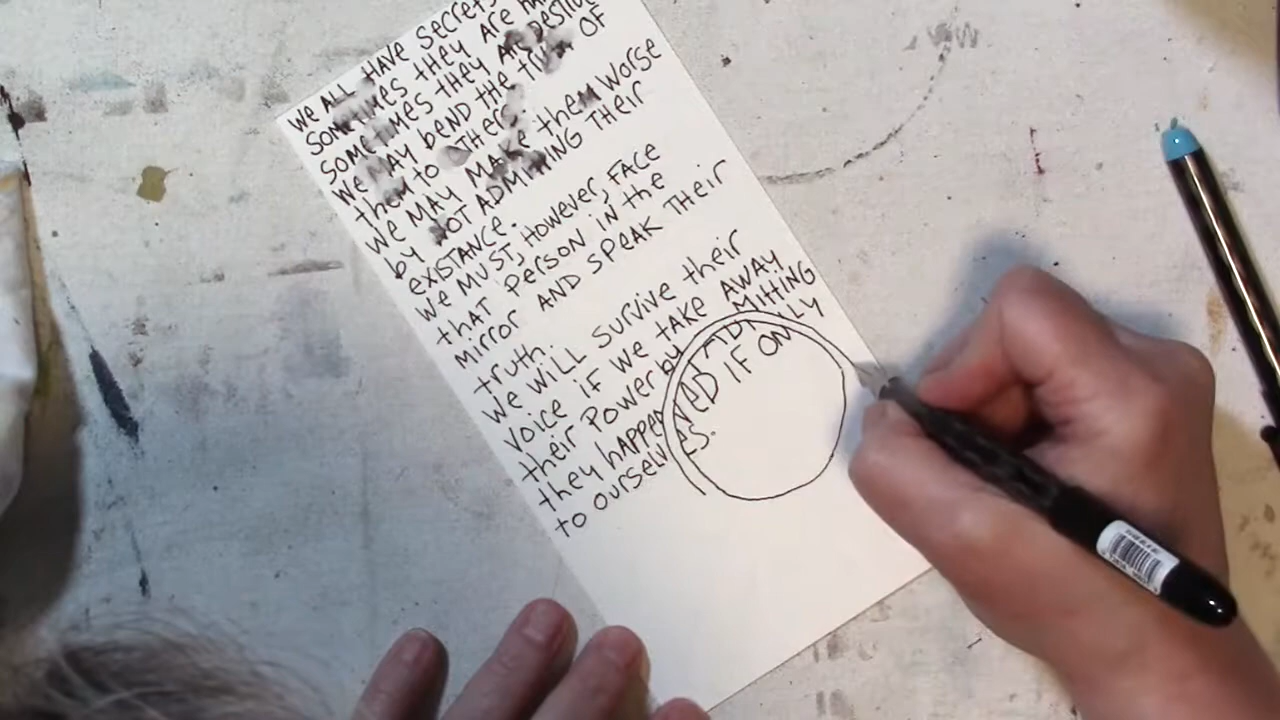 WE ALL HAVE SECRETS
SOMETIMES THEY ARE
SOMETIMES THEY ARE
WE MAY BEND THE TRUTH OF
them to OTHERS.
WE MAY MAKE them WORSE
by NOT ADMITTING THEIR
EXISTANCE.
WE MUST, HOWEVER, FACE
that PERSON IN the
mirror AND SPEAK THEIR
truth.
WE WILL SURVIVE their
VOICE IF WE TAKE AWAY
their POWER by ADMITTING
they HAPPENED IF ONLY
to OURSELVES.